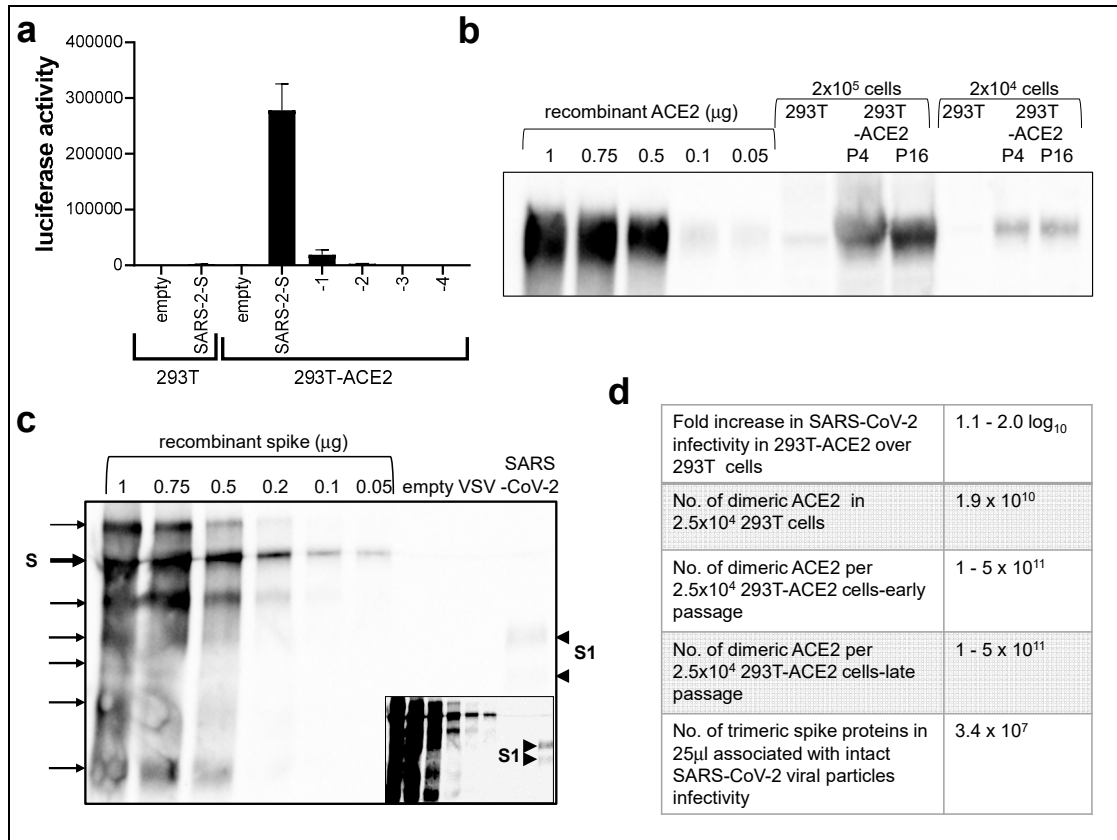 a
luciferase activity
400000
300000
200000
100000
0
empty
SARS-2-S
empty
SARS-2-S
-1
-2
-3
-4
293T
293T-ACE2
b
2x10⁵ cells
2x10⁴ cells
recombinant ACE2 (µg)
293T
293T
-ACE2
293T
293T
-ACE2
1 0.75 0.5 0.1 0.05 P4 P16 P4 P16
c
recombinant spike (µg)
SARS
1 0.75 0.5 0.2 0.1 0.05 empty VSV -CoV-2
S
S1
S1
d
Fold increase in SARS-CoV-2
infectivity in 293T-ACE2 over
293T cells
1.1 - 2.0 log₁₀
No. of dimeric ACE2 in
2.5x10⁴ 293T cells
1.9 x 10¹⁰
No. of dimeric ACE2 per
2.5x10⁴ 293T-ACE2 cells-early
passage
1 - 5 x 10¹¹
No. of dimeric ACE2 per
2.5x10⁴ 293T-ACE2 cells-late
passage
1 - 5 x 10¹¹
No. of trimeric spike proteins in
25µl associated with intact
SARS-CoV-2 viral particles
infectivity
3.4 x 10⁷